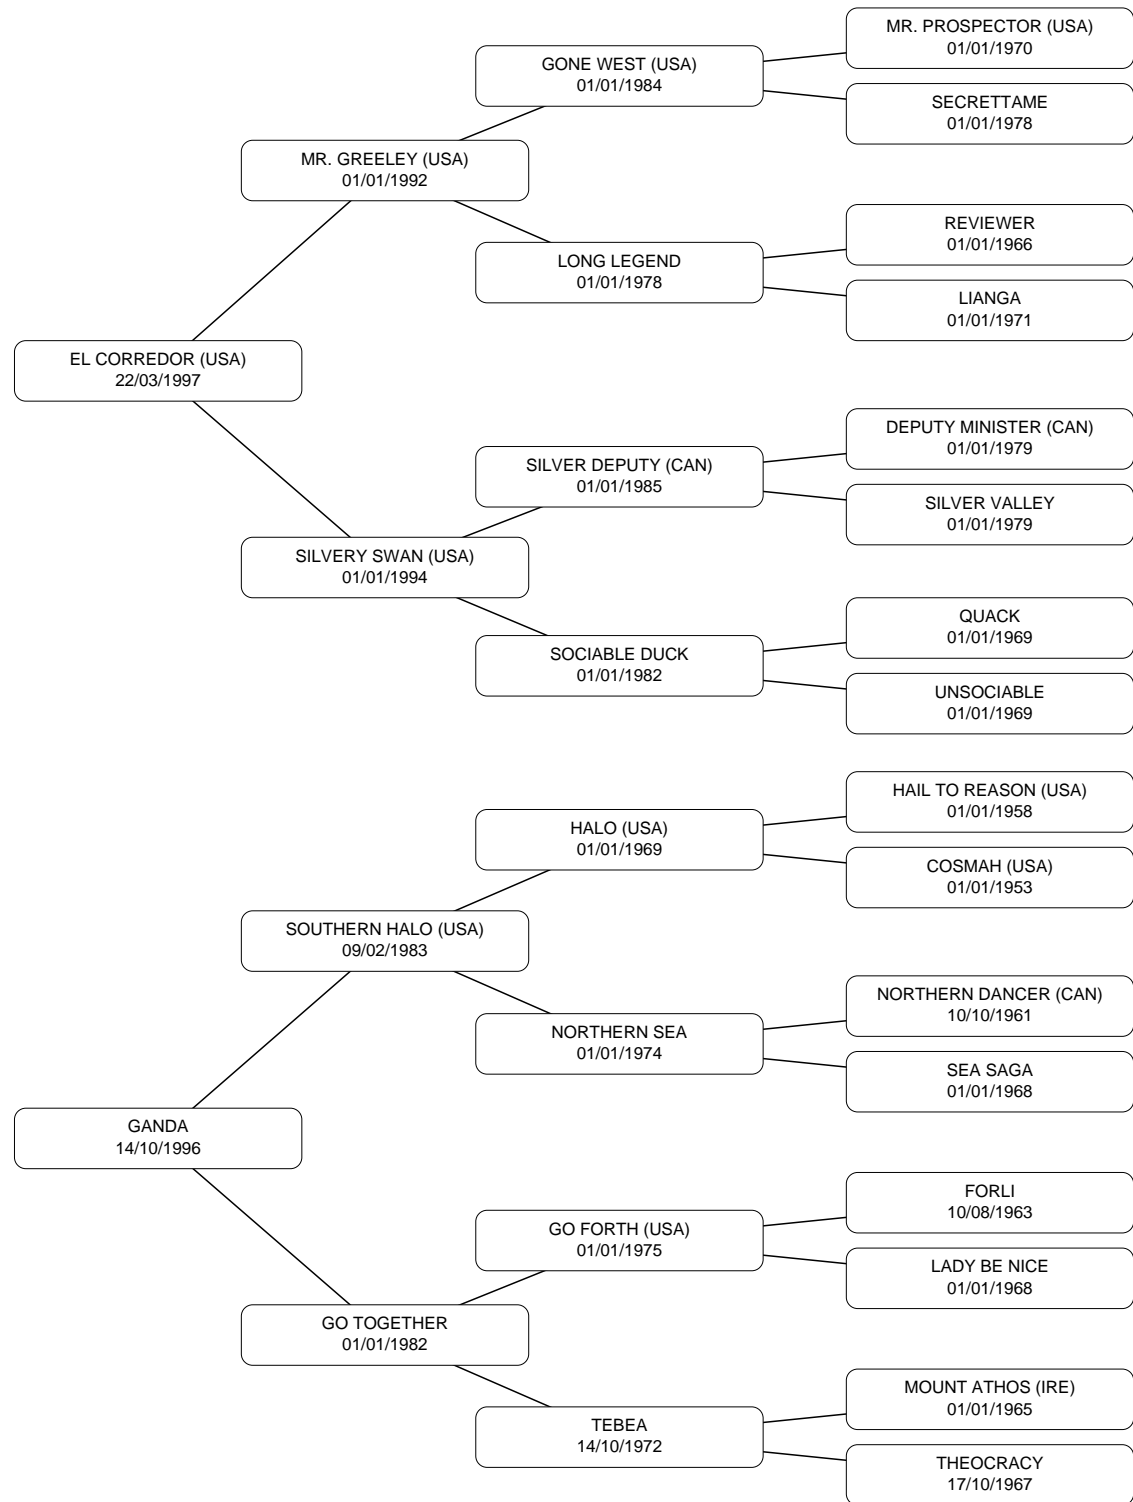 MR. PROSPECTOR (USA)
01/01/1970
GONE WEST (USA)
01/01/1984
SECRETTAME
01/01/1978
MR. GREELEY (USA)
01/01/1992
REVIEWER
01/01/1966
LONG LEGEND
01/01/1978
LIANGA
01/01/1971
EL CORREDOR (USA)
22/03/1997
DEPUTY MINISTER (CAN)
01/01/1979
SILVER DEPUTY (CAN)
01/01/1985
SILVER VALLEY
01/01/1979
SILVERY SWAN (USA)
01/01/1994
QUACK
01/01/1969
SOCIABLE DUCK
01/01/1982
UNSOCIABLE
01/01/1969
HAIL TO REASON (USA)
01/01/1958
HALO (USA)
01/01/1969
COSMAH (USA)
01/01/1953
SOUTHERN HALO (USA)
09/02/1983
NORTHERN DANCER (CAN)
10/10/1961
NORTHERN SEA
01/01/1974
SEA SAGA
01/01/1968
GANDA
14/10/1996
FORLI
10/08/1963
GO FORTH (USA)
01/01/1975
LADY BE NICE
01/01/1968
GO TOGETHER
01/01/1982
MOUNT ATHOS (IRE)
01/01/1965
TEBEA
14/10/1972
THEOCRACY
17/10/1967